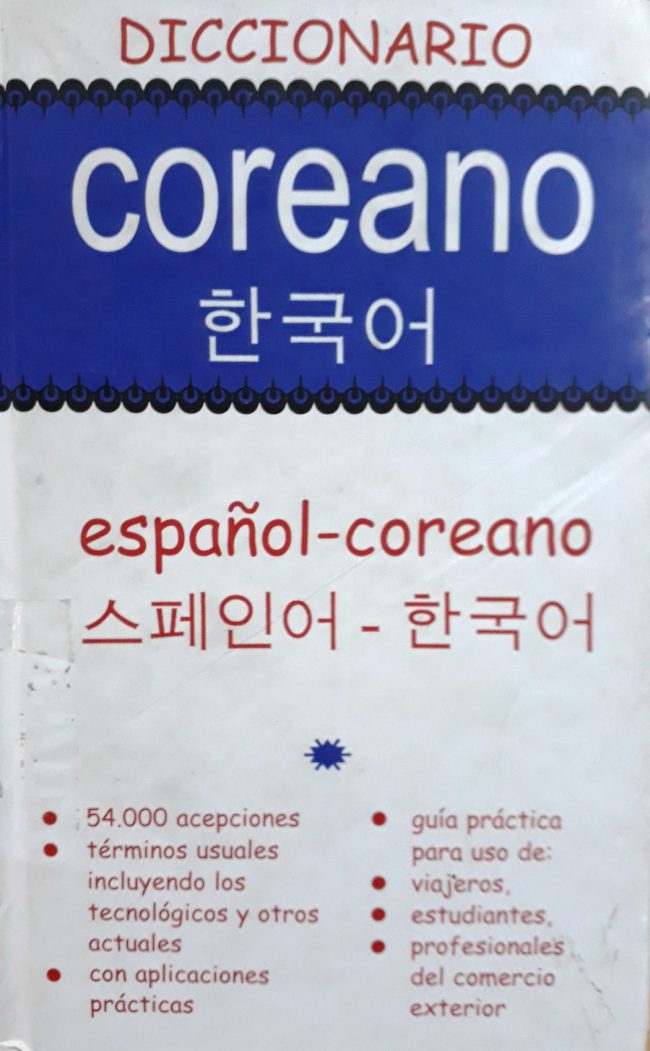 DICCIONARIO
coreano
한국어
español-coreano
스페인어 - 한국어
• 54.000 acepciones
• términos usuales
incluyendo los
tecnológicos y otros
actuales
• con aplicaciones
prácticas
• guía práctica
para uso de:
• viajeros,
• estudiantes,
• profesionales
del comercio
exterior